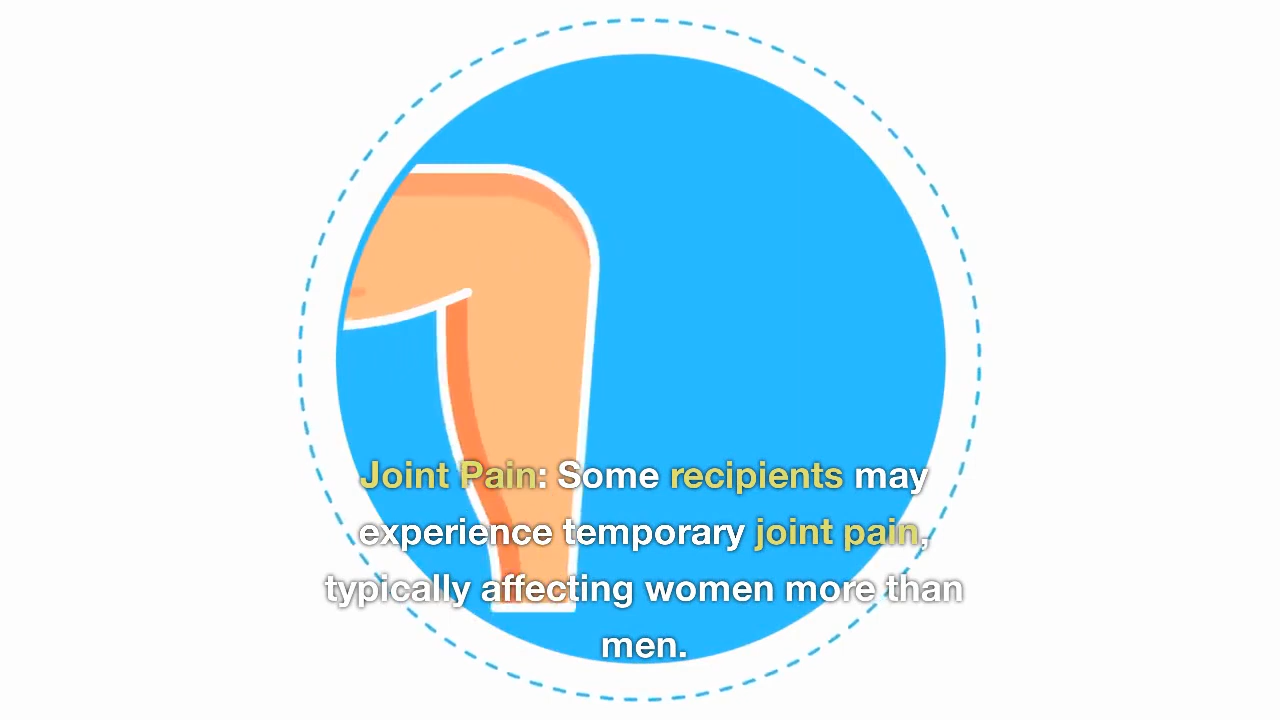 Joint Pain: Some recipients may
experience temporary joint pain,
typically affecting women more than
men.